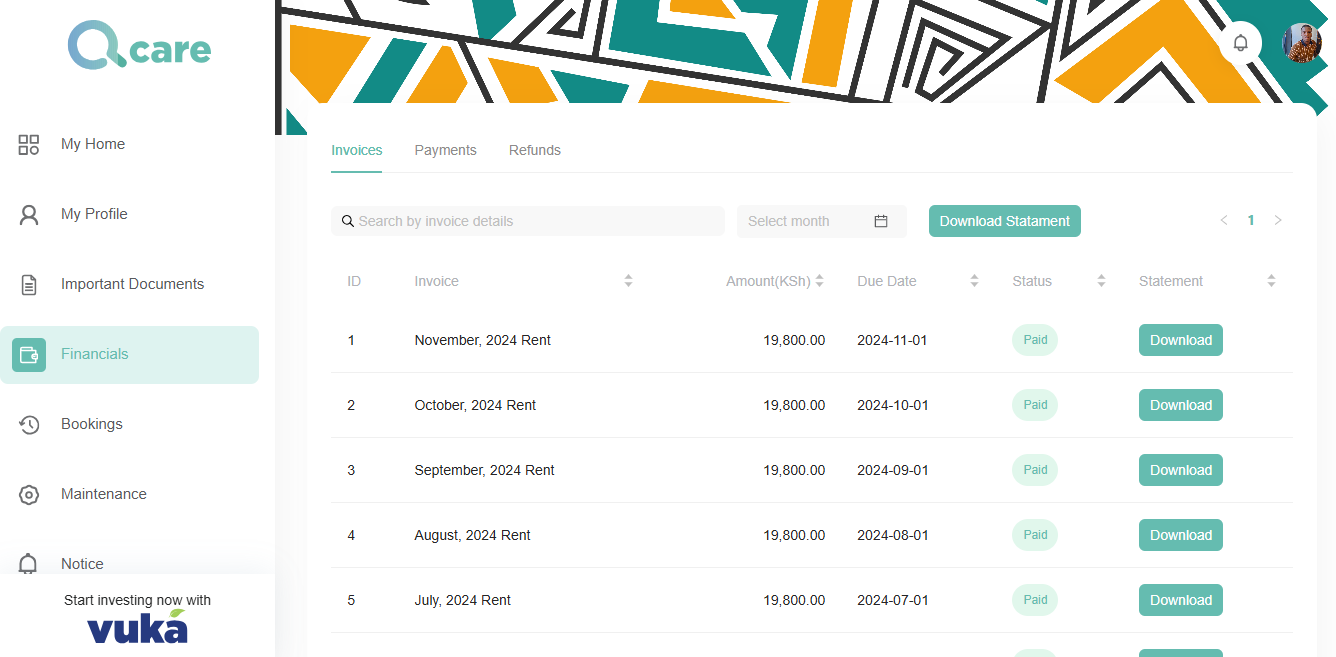 Qcare
My Home
My Profile
Important Documents
Financials
Bookings
Maintenance
Notice
Start investing now with
vuka
Invoices Payments Refunds
Search by invoice details Select month Download Statament 1
ID Invoice Amount(KSh) Due Date Status Statement
1 November, 2024 Rent 19,800.00 2024-11-01 Paid Download
2 October, 2024 Rent 19,800.00 2024-10-01 Paid Download
3 September, 2024 Rent 19,800.00 2024-09-01 Paid Download
4 August, 2024 Rent 19,800.00 2024-08-01 Paid Download
5 July, 2024 Rent 19,800.00 2024-07-01 Paid Download